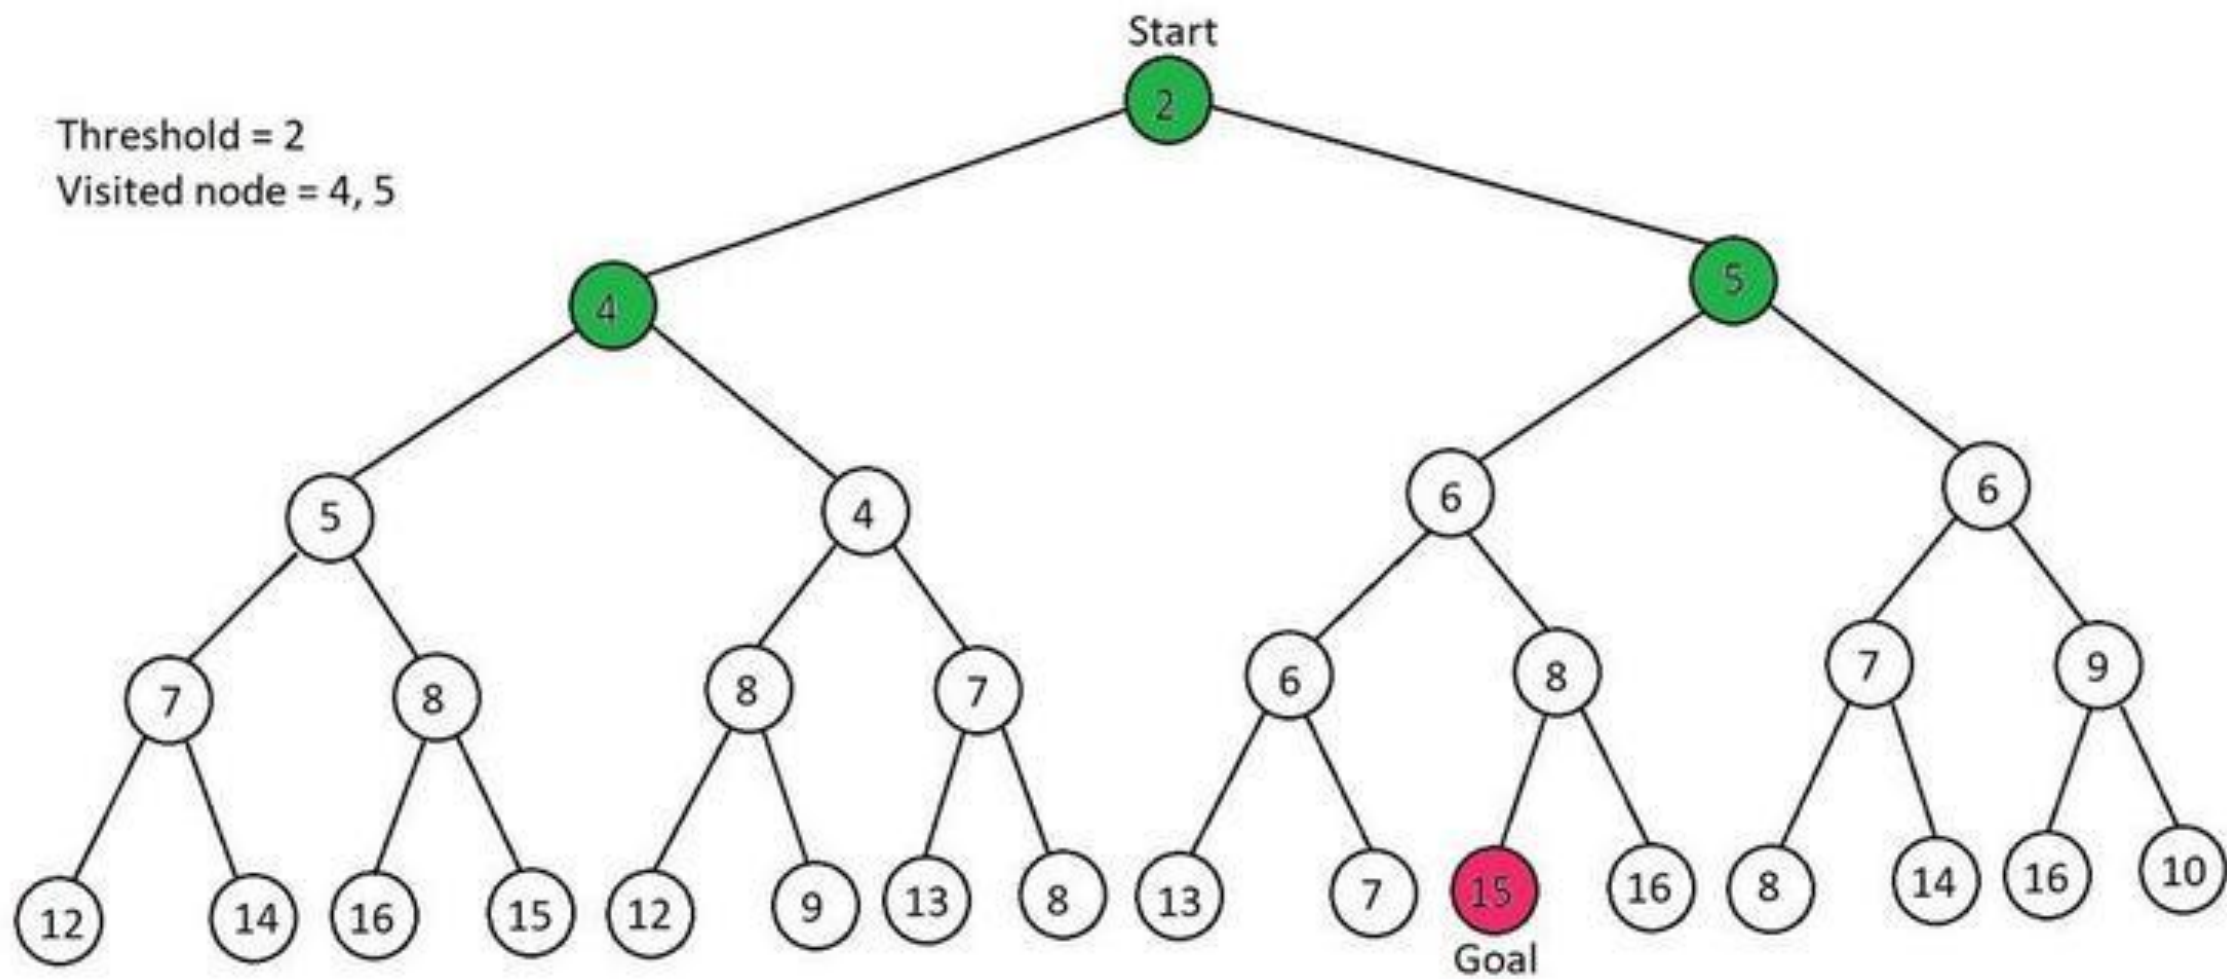 Start
2
Threshold = 2
Visited node = 4, 5
4 5
5 4 6 6
7 8 8 7 6 8 7 9
12 14 16 15 12 9 13 8 13 7 15 16 8 14 16 10
Goal